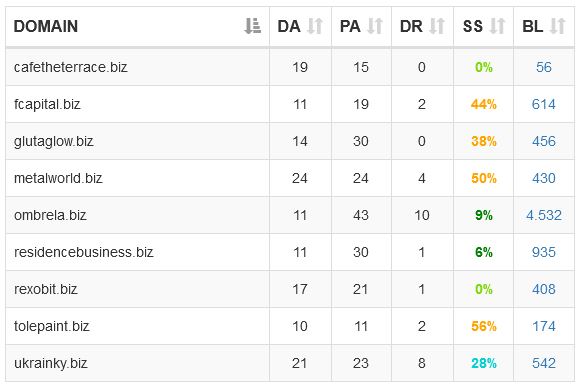 DOMAIN DA PA DR SS BL
cafetheterrace.biz 19 15 0 0% 56
fcapital.biz 11 19 2 44% 614
glutaglow.biz 14 30 0 38% 456
metalworld.biz 24 24 4 50% 430
ombrela.biz 11 43 10 9% 4.532
residencebusiness.biz 11 30 1 6% 935
rexobit.biz 17 21 1 0% 408
tolepaint.biz 10 11 2 56% 174
ukrainky.biz 21 23 8 28% 542